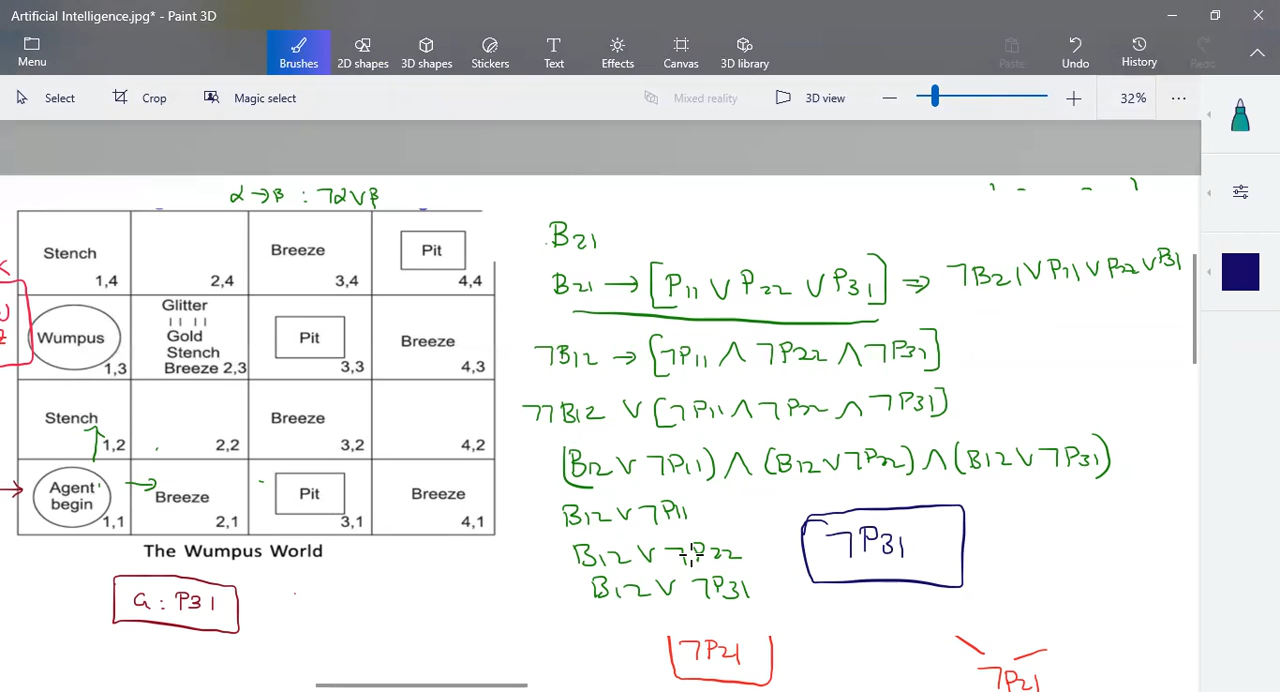 Artificial Intelligence.jpg* - Paint 3D
Menu
Brushes
2D shapes
3D shapes
Stickers
Text
Effects
Canvas
3D library
Paste
Undo
History
Redo
Select
Crop
Magic select
Mixed reality
3D view
32%
α → β : ¬α∨β
Stench
1,4
2,4
Breeze
3,4
Pit
4,4
Wumpus
1,3
Glitter
Gold
Stench
Breeze 2,3
Pit
3,3
Breeze
4,3
Stench
1,2
2,2
Breeze
3,2
4,2
Agent
begin
1,1
Breeze
2,1
Pit
3,1
Breeze
4,1
The Wumpus World
G : P31
B21
B21 → [P11 ∨ P22 ∨ P31] ⇒ ¬B21∨P11∨P22∨P31
¬B12 → [¬P11 ∧ ¬P22 ∧ ¬P31]
¬¬B12 ∨ [¬P11 ∧ ¬P22 ∧ ¬P31]
(B12 ∨ ¬P11) ∧ (B12 ∨ ¬P22) ∧ (B12 ∨ ¬P31)
B12 ∨ ¬P11
B12 ∨ ¬P22
B12 ∨ ¬P31
¬P31
¬P21
¬P21